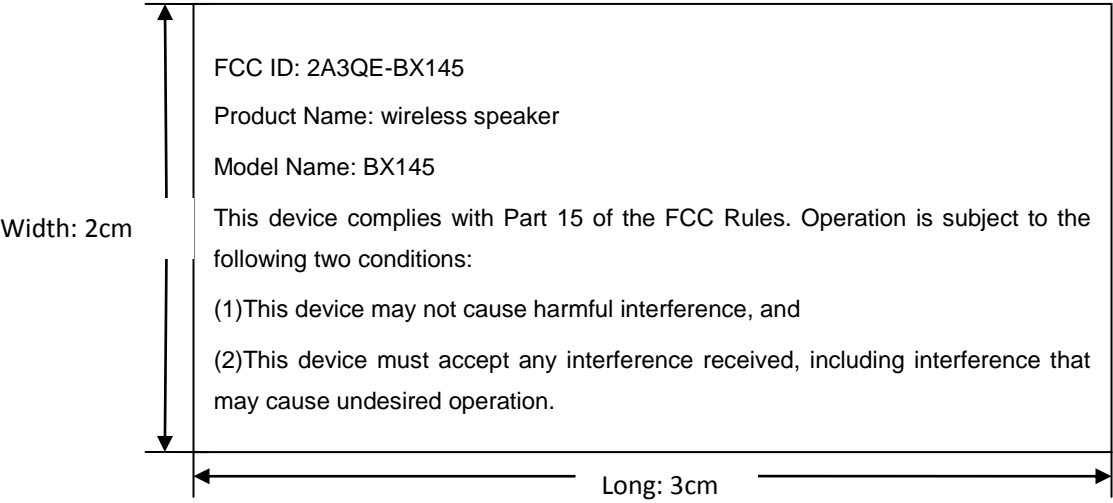 FCC ID: 2A3QE-BX145
Product Name: wireless speaker
Model Name: BX145
Width: 2cm
This device complies with Part 15 of the FCC Rules. Operation is subject to the
following two conditions:
(1)This device may not cause harmful interference, and
(2)This device must accept any interference received, including interference that
may cause undesired operation.
Long: 3cm